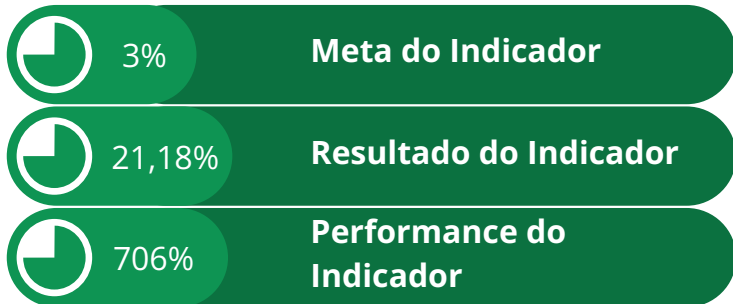 3%
Meta do Indicador
21,18%
Resultado do Indicador
706%
Performance do
Indicador